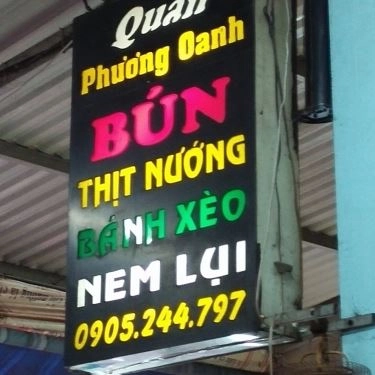 Quán
Phương Oanh
BÚN
THỊT NƯỚNG
BÁNH XÈO
NEM LỤI
0905.244.797